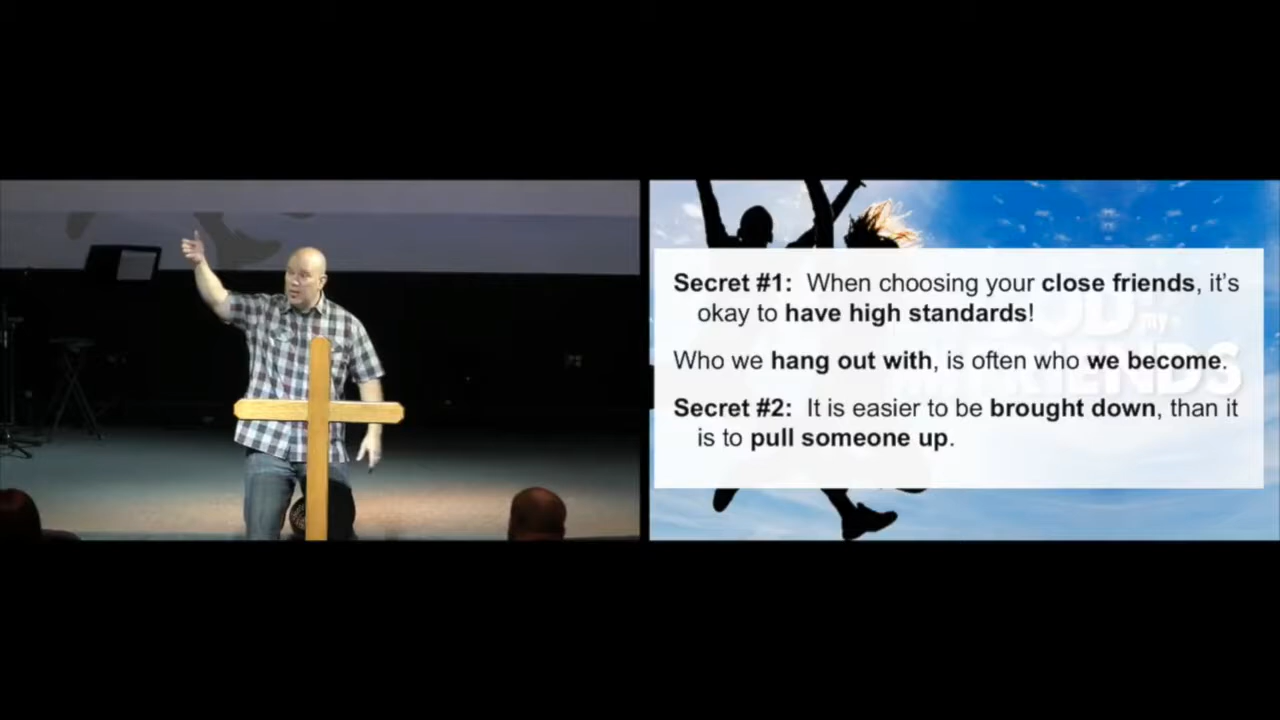 Secret #1: When choosing your close friends, it's
okay to have high standards!
Who we hang out with, is often who we become.
Secret #2: It is easier to be brought down, than it
is to pull someone up.
my
FRIENDS